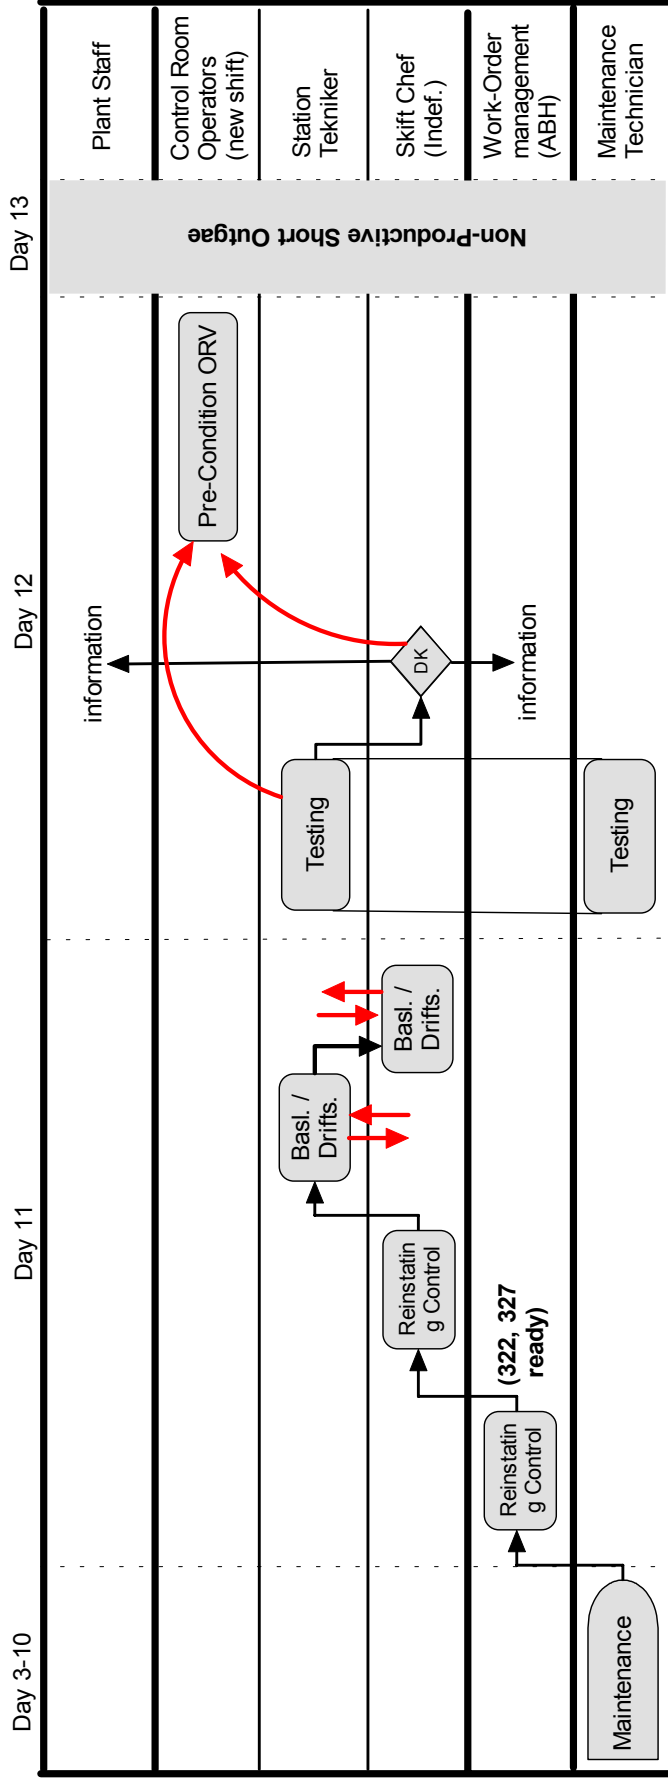 Day 3-10
Day 11
Day 12
Day 13
Plant Staff
Control Room
Operators
(new shift)
Station
Tekniker
Skift Chef
(Indef.)
Work-Order
management
(ABH)
Maintenance
Technician
Maintenance
Reinstatin
g Control
(322, 327
ready)
Reinstatin
g Control
Basl. /
Drifts.
Basl. /
Drifts.
Testing
Testing
DK
information
information
Pre-Condition ORV
Non-Productive Short Outgae